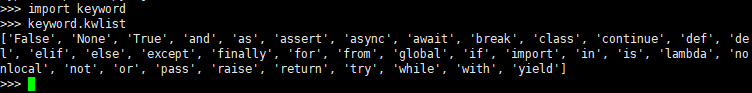 >>> import keyword
>>> keyword.kwlist
['False', 'None', 'True', 'and', 'as', 'assert', 'async', 'await', 'break', 'class', 'continue', 'def', 'de
l', 'elif', 'else', 'except', 'finally', 'for', 'from', 'global', 'if', 'import', 'in', 'is', 'lambda', 'no
nlocal', 'not', 'or', 'pass', 'raise', 'return', 'try', 'while', 'with', 'yield']
>>>